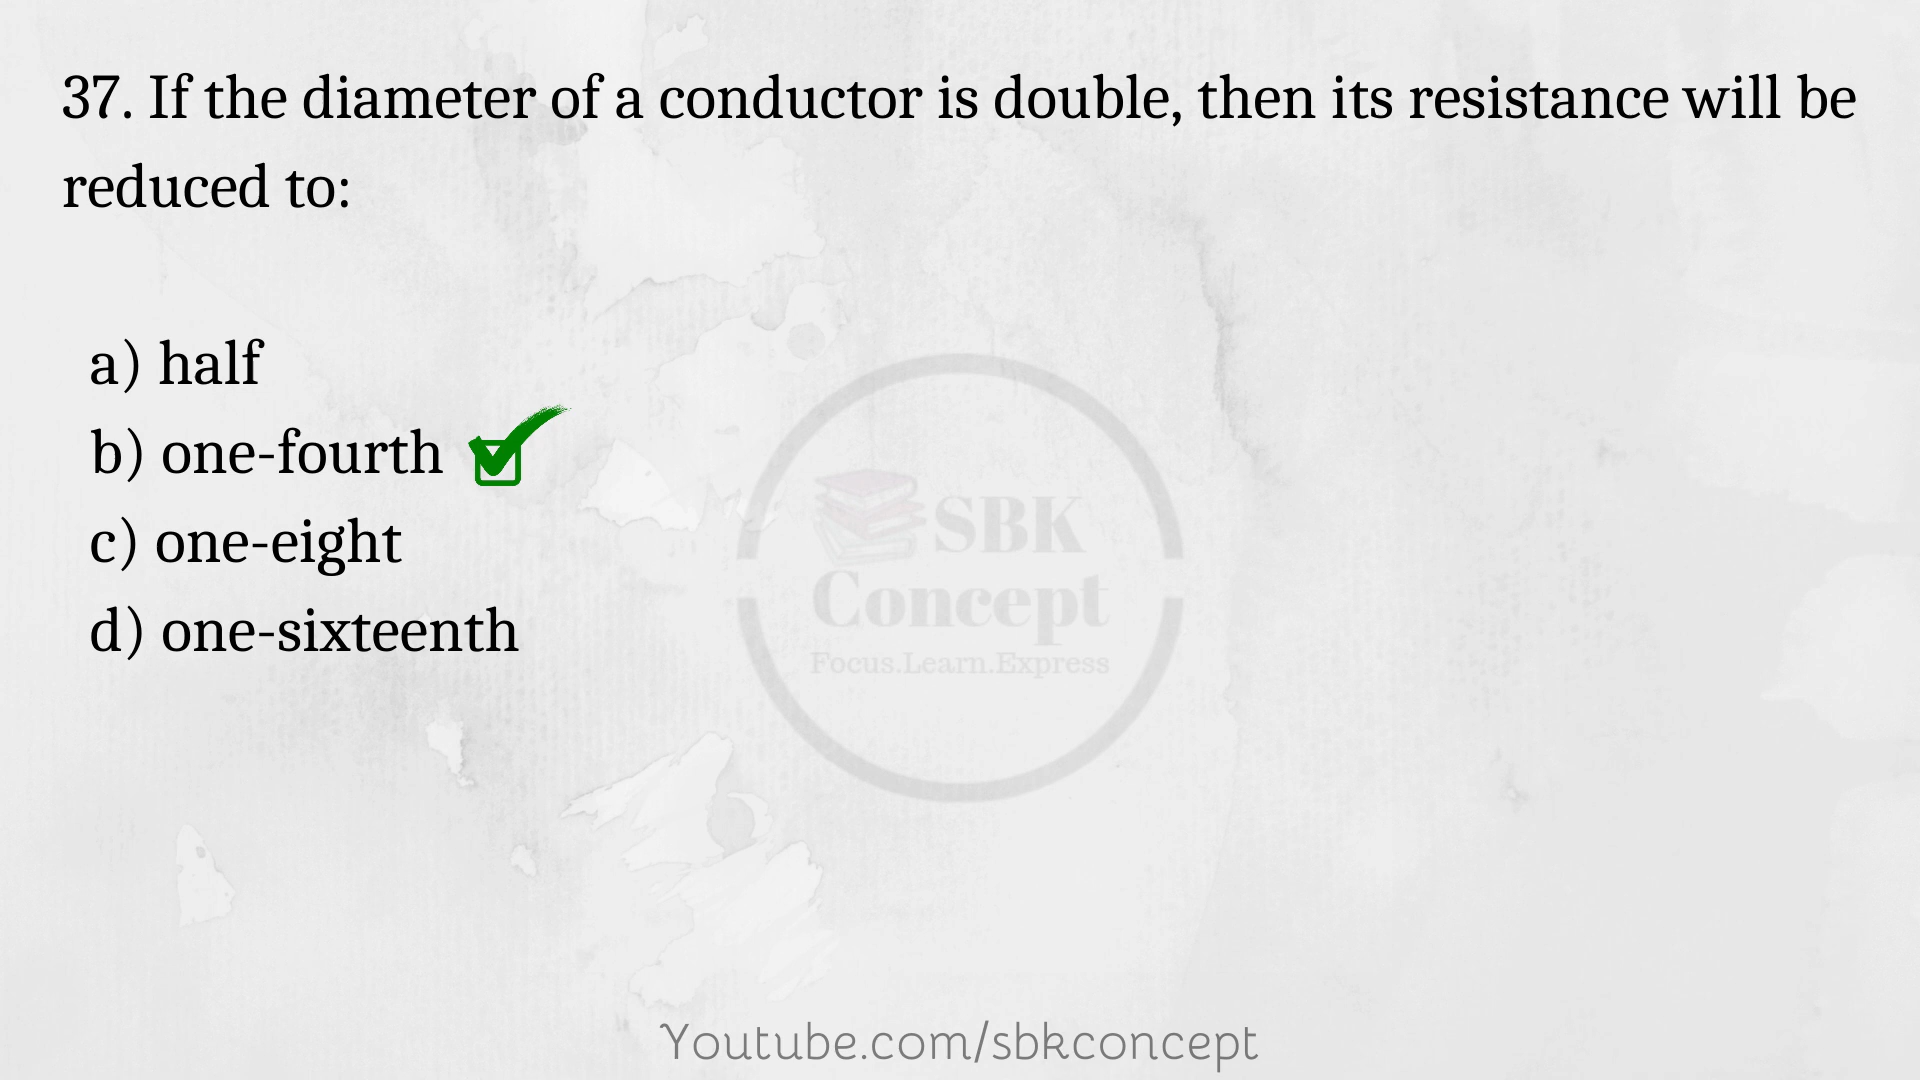 37. If the diameter of a conductor is double, then its resistance will be
reduced to:
a) half
b) one-fourth
c) one-eight
d) one-sixteenth
SBK
Concept
Focus.Learn.Express
Youtube.com/sbkconcept